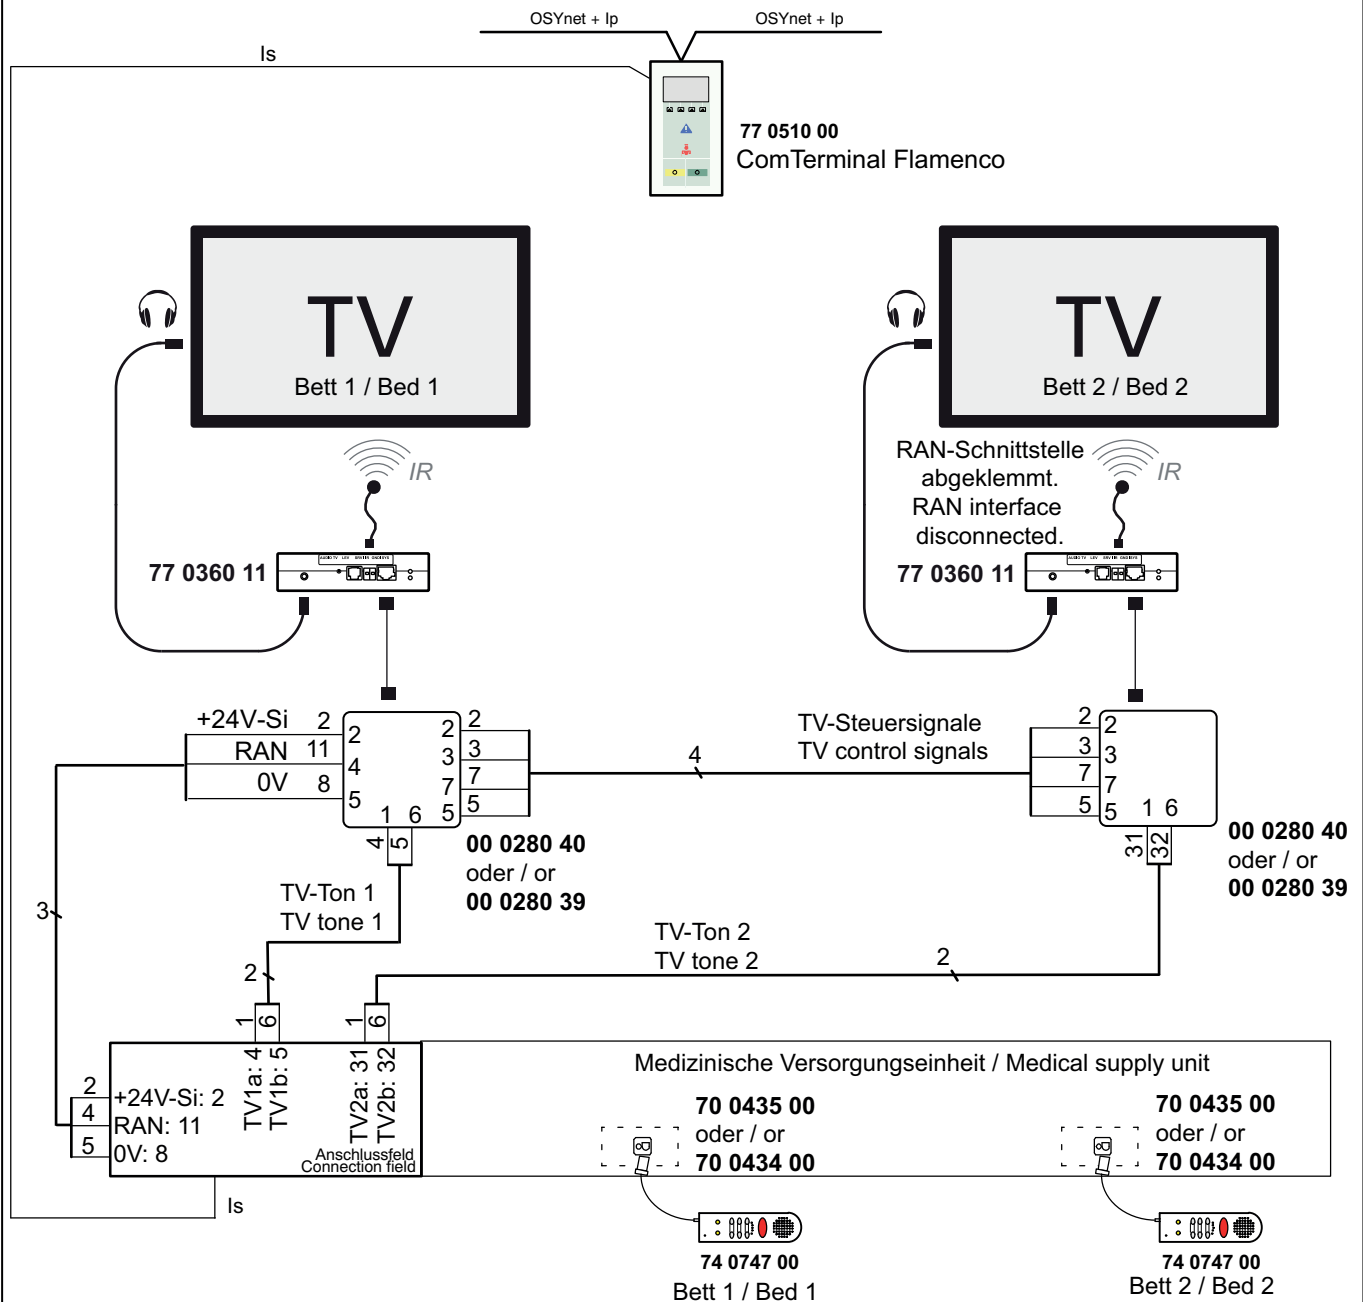 OSYnet + Ip
OSYnet + Ip
Is
77 0510 00
ComTerminal Flamenco
TV
Bett 1 / Bed 1
TV
Bett 2 / Bed 2
IR
RAN-Schnittstelle
abgeklemmt.
RAN interface
disconnected.
IR
AUDIO TV LEV
77 0360 11
AUDIO TV LEV
77 0360 11
+24V-Si 2
RAN 11
0V 8
2
4
5
2
3
7
5
1 6
2
3
7
5
4 5
4
TV-Steuersignale
TV control signals
2
3
7
5
2
3
7
5
1 6
31 32
00 0280 40
oder / or
00 0280 39
00 0280 40
oder / or
00 0280 39
3
TV-Ton 1
TV tone 1
2
TV-Ton 2
TV tone 2
2
1 6
1 6
TV1a: 4
TV1b: 5
TV2a: 31
TV2b: 32
2
4
5
+24V-Si: 2
RAN: 11
0V: 8
Anschlussfeld
Connection field
Medizinische Versorgungseinheit / Medical supply unit
70 0435 00
oder / or
70 0434 00
70 0435 00
oder / or
70 0434 00
Is
74 0747 00
Bett 1 / Bed 1
74 0747 00
Bett 2 / Bed 2